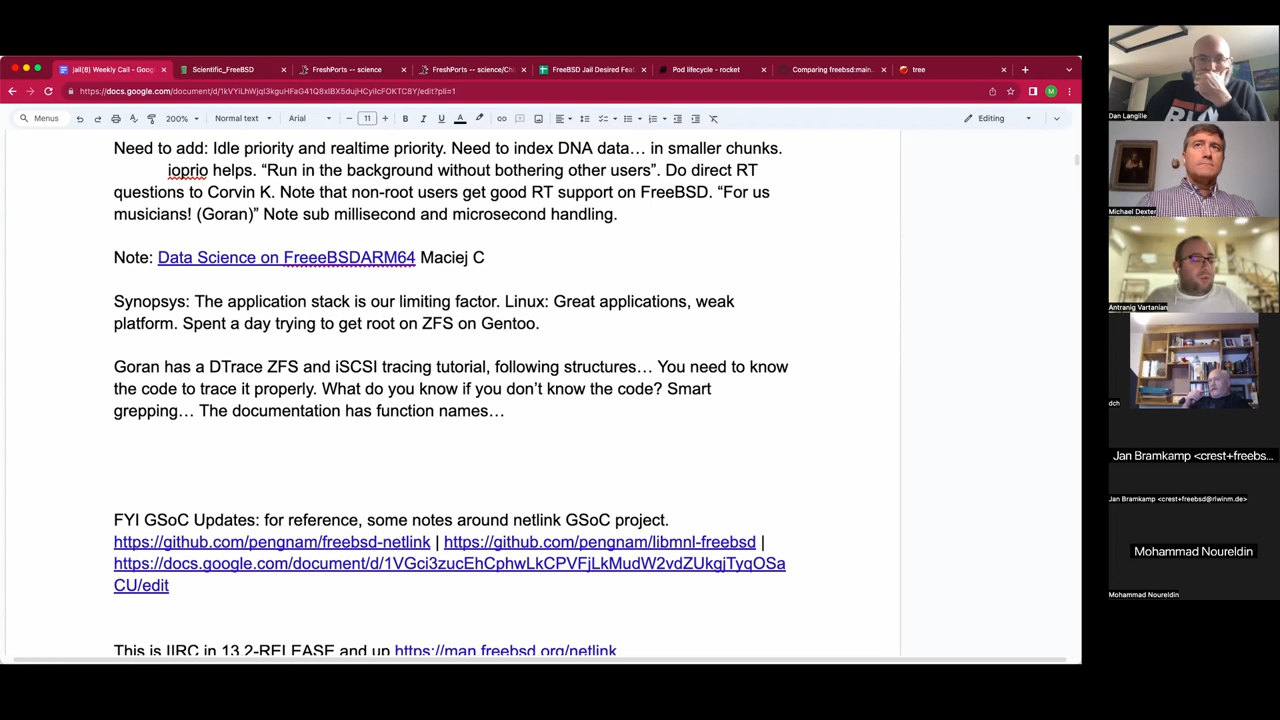 jail(8) Weekly Call - Goog
Scientific_FreeBSD
FreshPorts -- science
FreshPorts -- science/Ch
FreeBSD Jail Desired Fea
Pod lifecycle - rocket
Comparing freebsd:main
tree
Menus
200%
Normal text
Arial
11
Editing
Need to add: Idle priority and realtime priority. Need to index DNA data… in smaller chunks.
ioprio helps. “Run in the background without bothering other users”. Do direct RT
questions to Corvin K. Note that non-root users get good RT support on FreeBSD. “For us
musicians! (Goran)” Note sub millisecond and microsecond handling.
Note: Data Science on FreeeBSDARM64 Maciej C
Synopsys: The application stack is our limiting factor. Linux: Great applications, weak
platform. Spent a day trying to get root on ZFS on Gentoo.
Goran has a DTrace ZFS and iSCSI tracing tutorial, following structures… You need to know
the code to trace it properly. What do you know if you don’t know the code? Smart
grepping… The documentation has function names…
FYI GSoC Updates: for reference, some notes around netlink GSoC project.
https://github.com/pengnam/freebsd-netlink | https://github.com/pengnam/libmnl-freebsd |
https://docs.google.com/document/d/1VGci3zucEhCphwLkCPVFjLkMudW2vdZUkgjTyqOSa
CU/edit
This is IIRC in 13.2-RELEASE and up https://man.freebsd.org/netlink
Dan Langille
Michael Dexter
Antranig Vartanian
dch
Jan Bramkamp <crest+freebs...
Jan Bramkamp <crest+freebsd@rlwinm.de>
Mohammad Noureldin
Mohammad Noureldin